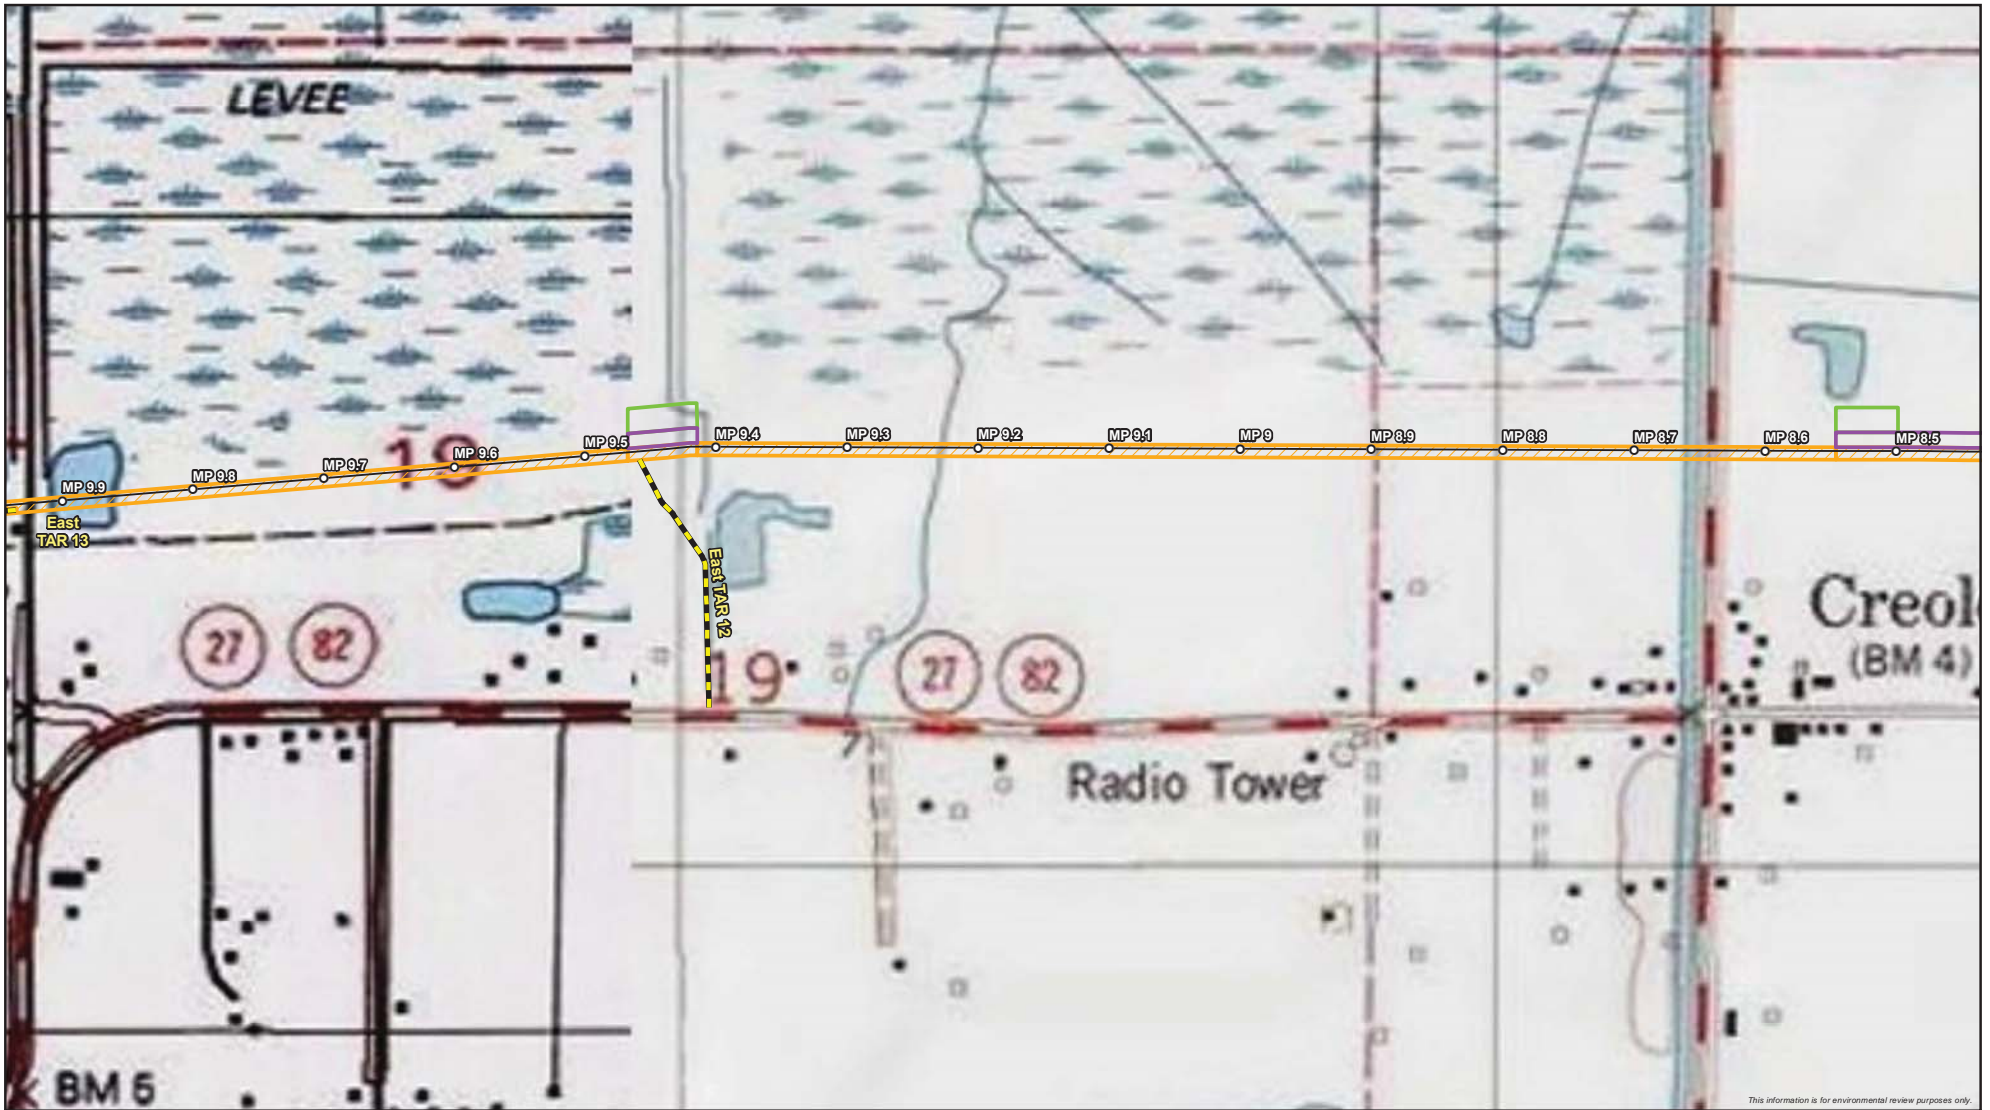 LEVEE
MP 9.9
MP 9.8
MP 9.7
MP 9.6
MP 9.5
MP 9.4
MP 9.3
MP 9.2
MP 9.1
MP 9
MP 8.9
MP 8.8
MP 8.7
MP 8.6
MP 8.5
19
East
TAR 13
East TAR 12
27
82
19
27
82
Creol
(BM 4)
7
Radio Tower
BM 5
This information is for environmental review purposes only.